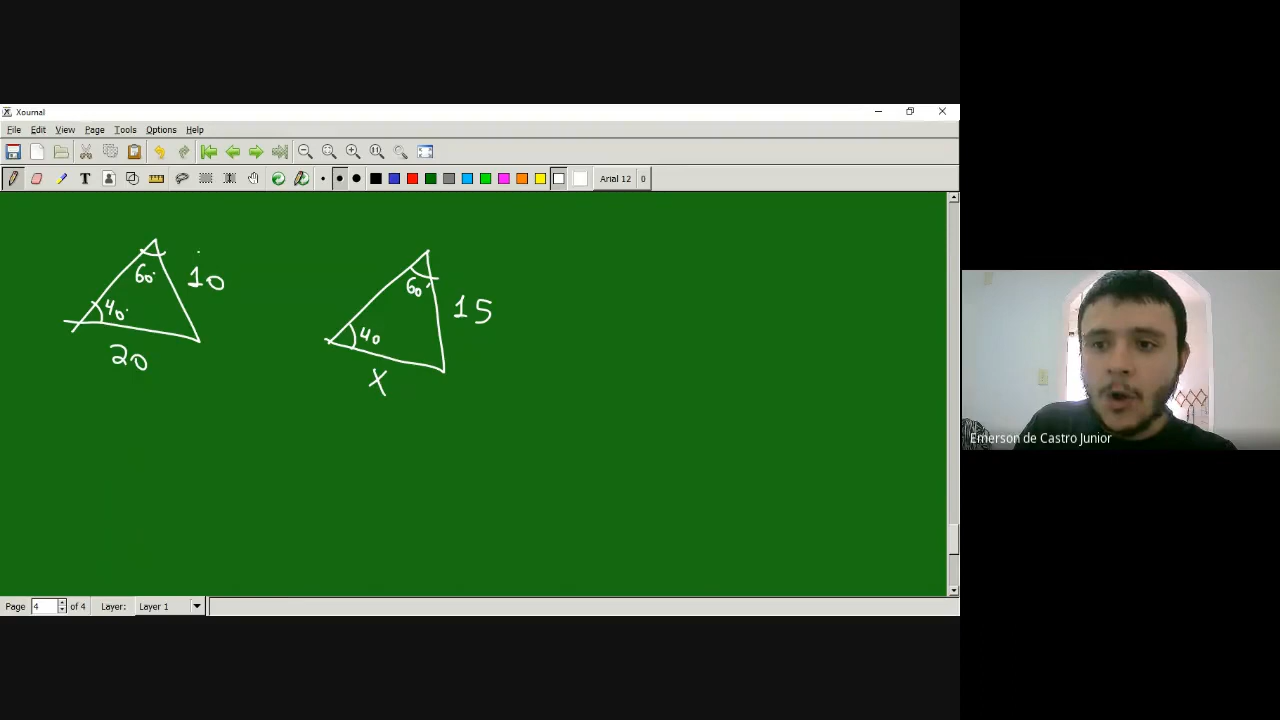 Xournal
File Edit View Page Tools Options Help
T Arial 12 0
60° 10
40°
20
60° 15
40
x
Emerson de Castro Junior
Page 4 of 4 Layer: Layer 1